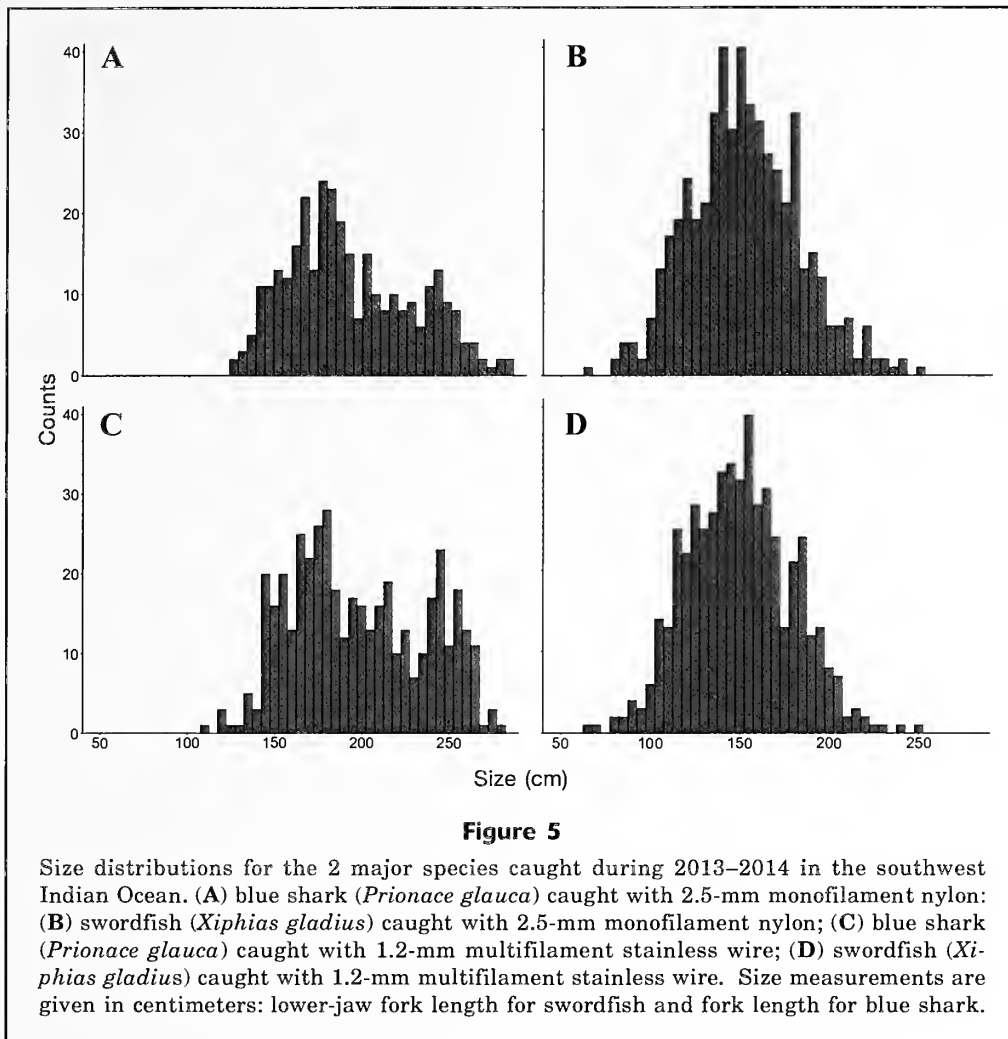 40
A
B
30
20
10
0
Counts
40
C
D
30
20
10
0
50 100 150 200 250 50 100 150 200 250
Size (cm)
Figure 5
Size distributions for the 2 major species caught during 2013–2014 in the southwest
Indian Ocean. (A) blue shark (Prionace glauca) caught with 2.5-mm monofilament nylon:
(B) swordfish (Xiphias gladius) caught with 2.5-mm monofilament nylon; (C) blue shark
(Prionace glauca) caught with 1.2-mm multifilament stainless wire; (D) swordfish (Xi-
phias gladius) caught with 1.2-mm multifilament stainless wire. Size measurements are
given in centimeters: lower-jaw fork length for swordfish and fork length for blue shark.